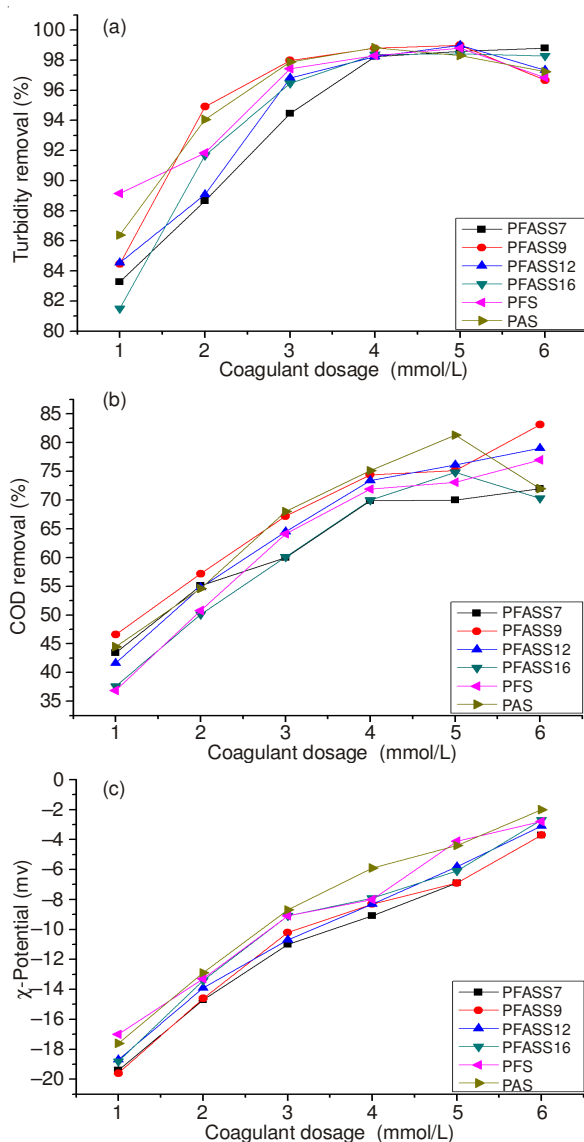 (a)
Turbidity removal (%)
100
98
96
94
92
90
88
86
84
82
80
PFASS7
PFASS9
PFASS12
PFASS16
PFS
PAS
1 2 3 4 5 6
Coagulant dosage (mmol/L)
(b)
COD removal (%)
85
80
75
70
65
60
55
50
45
40
35
PFASS7
PFASS9
PFASS12
PFASS16
PFS
PAS
1 2 3 4 5 6
Coagulant dosage (mmol/L)
(c)
χ-Potential (mv)
0
–2
–4
–6
–8
–10
–12
–14
–16
–18
–20
PFASS7
PFASS9
PFASS12
PFASS16
PFS
PAS
1 2 3 4 5 6
Coagulant dosage (mmol/L)